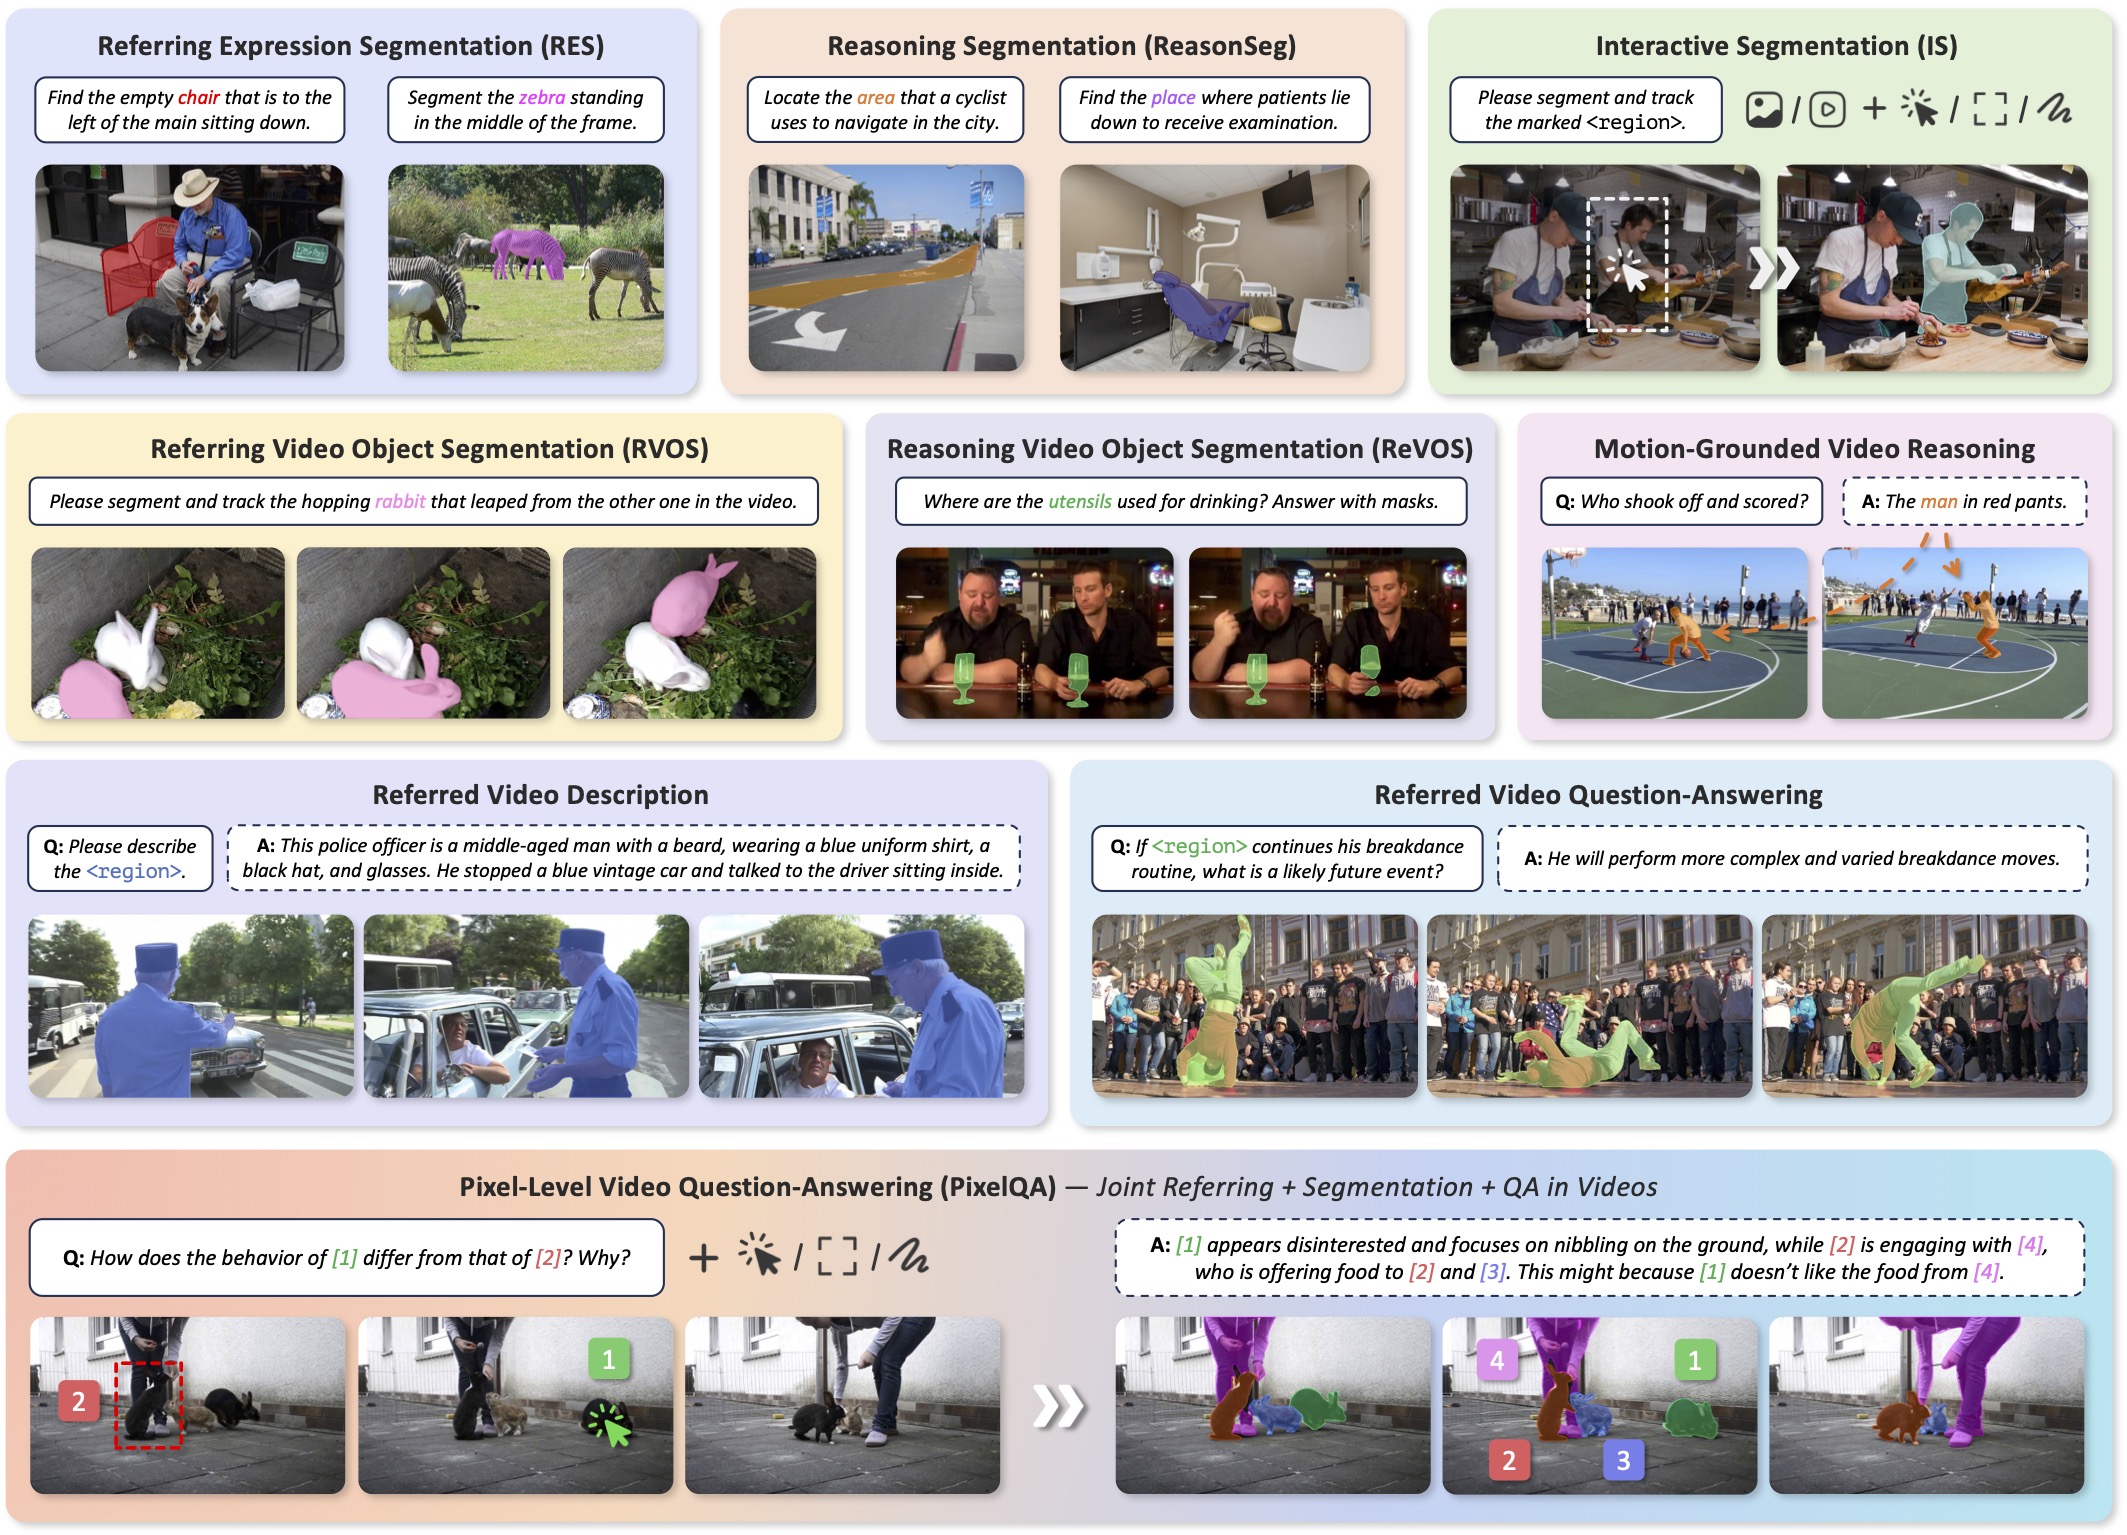 Referring Expression Segmentation (RES)
Find the empty chair that is to the
left of the main sitting down.
Segment the zebra standing
in the middle of the frame.
Reasoning Segmentation (ReasonSeg)
Locate the area that a cyclist
uses to navigate in the city.
Find the place where patients lie
down to receive examination.
Interactive Segmentation (IS)
Please segment and track
the marked <region>.
/ + / /
Referring Video Object Segmentation (RVOS)
Please segment and track the hopping rabbit that leaped from the other one in the video.
Reasoning Video Object Segmentation (ReVOS)
Where are the utensils used for drinking? Answer with masks.
Motion-Grounded Video Reasoning
Q: Who shook off and scored?
A: The man in red pants.
Referred Video Description
Q: Please describe
the <region>.
A: This police officer is a middle-aged man with a beard, wearing a blue uniform shirt, a
black hat, and glasses. He stopped a blue vintage car and talked to the driver sitting inside.
Referred Video Question-Answering
Q: If <region> continues his breakdance
routine, what is a likely future event?
A: He will perform more complex and varied breakdance moves.
Pixel-Level Video Question-Answering (PixelQA) — Joint Referring + Segmentation + QA in Videos
Q: How does the behavior of [1] differ from that of [2]? Why?
+ / /
A: [1] appears disinterested and focuses on nibbling on the ground, while [2] is engaging with [4],
who is offering food to [2] and [3]. This might because [1] doesn't like the food from [4].
2
1
4
1
2
3